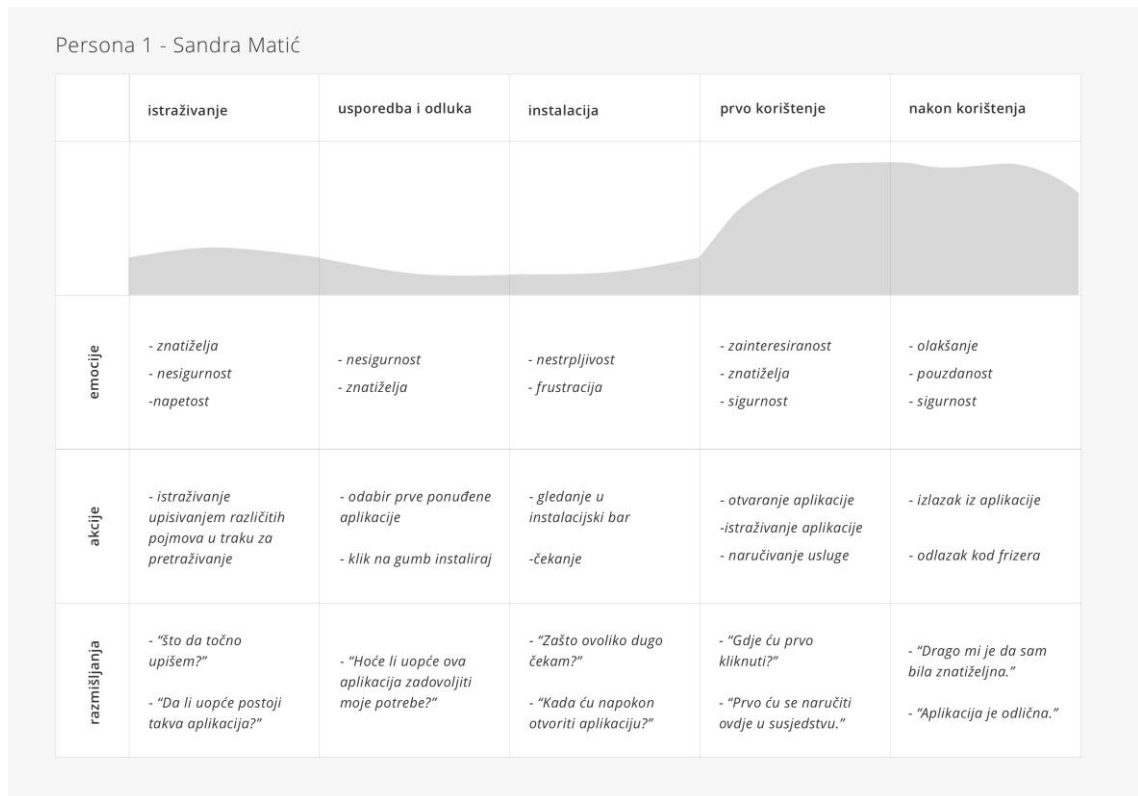 Persona 1 - Sandra Matić
istraživanje
usporedba i odluka
instalacija
prvo korištenje
nakon korištenja
emocije
- znatiželja
- nesigurnost
-napetost
- nesigurnost
- znatiželja
- nestrpljivost
- frustracija
- zainteresiranost
- znatiželja
- sigurnost
- olakšanje
- pouzdanost
- sigurnost
akcije
- istraživanje
upisivanjem različitih
pojmova u traku za
pretraživanje
- odabir prve ponuđene
aplikacije
- klik na gumb instaliraj
- gledanje u
instalacijski bar
-čekanje
- otvaranje aplikacije
-istraživanje aplikacije
- naručivanje usluge
- izlazak iz aplikacije
- odlazak kod frizera
razmišljanja
- “što da točno
upišem?”
- “Da li uopće postoji
takva aplikacija?”
- “Hoće li uopće ova
aplikacija zadovoljiti
moje potrebe?”
- “Zašto ovoliko dugo
čekam?”
- “Kada ću napokon
otvoriti aplikaciju?”
- “Gdje ću prvo
kliknuti?”
- “Prvo ću se naručiti
ovdje u susjedstvu.”
- “Drago mi je da sam
bila znatiželjna.”
- “Aplikacija je odlična.”